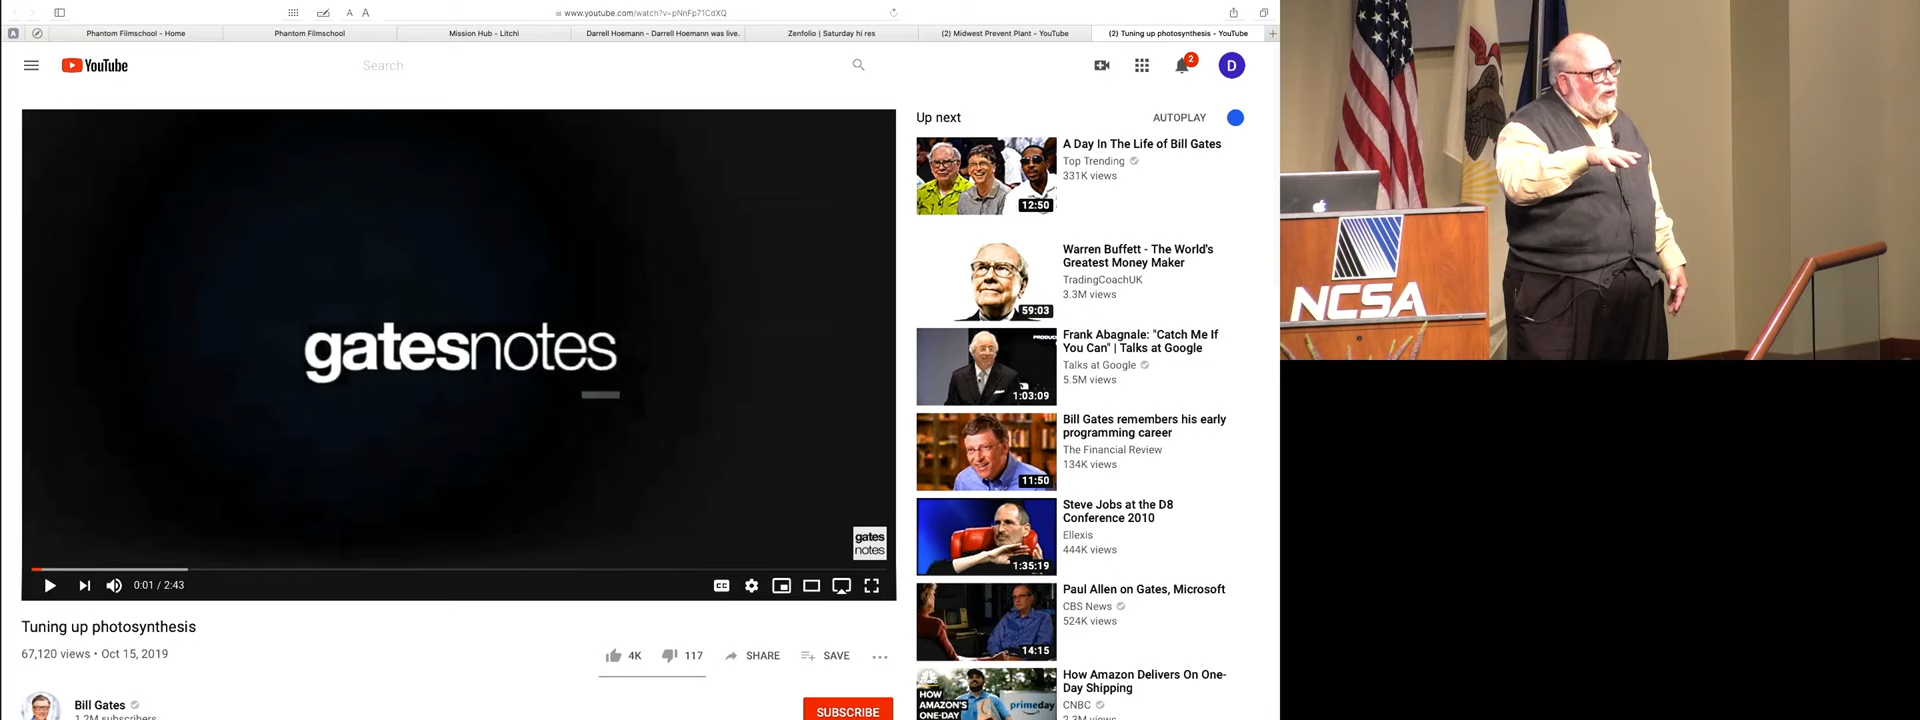 A A
www.youtube.com/watch?v=pNnFp71CdXQ
A
Phantom Filmschool - Home
Phantom Filmschool
Mission Hub - Litchi
Darrell Hoemann - Darrell Hoemann was live.
Zenfolio | Saturday hi res
(2) Midwest Prevent Plant - YouTube
(2) Tuning up photosynthesis - YouTube
YouTube
Search
2
D
gatesnotes
gates
notes
0:01 / 2:43
CC
Tuning up photosynthesis
67,120 views • Oct 15, 2019
4K
117
SHARE
SAVE
Bill Gates
1.2M subscribers
SUBSCRIBE
Up next
AUTOPLAY
12:50
A Day In The Life of Bill Gates
Top Trending
331K views
59:03
Warren Buffett - The World's
Greatest Money Maker
TradingCoachUK
3.3M views
1:03:09
Frank Abagnale: "Catch Me If
You Can" | Talks at Google
Talks at Google
5.5M views
11:50
Bill Gates remembers his early
programming career
The Financial Review
134K views
1:35:19
Steve Jobs at the D8
Conference 2010
Ellexis
444K views
14:15
Paul Allen on Gates, Microsoft
CBS News
524K views
HOW
AMAZON'S
ONE-DAY
primeday
How Amazon Delivers On One-
Day Shipping
CNBC
2.3M views
NCSA